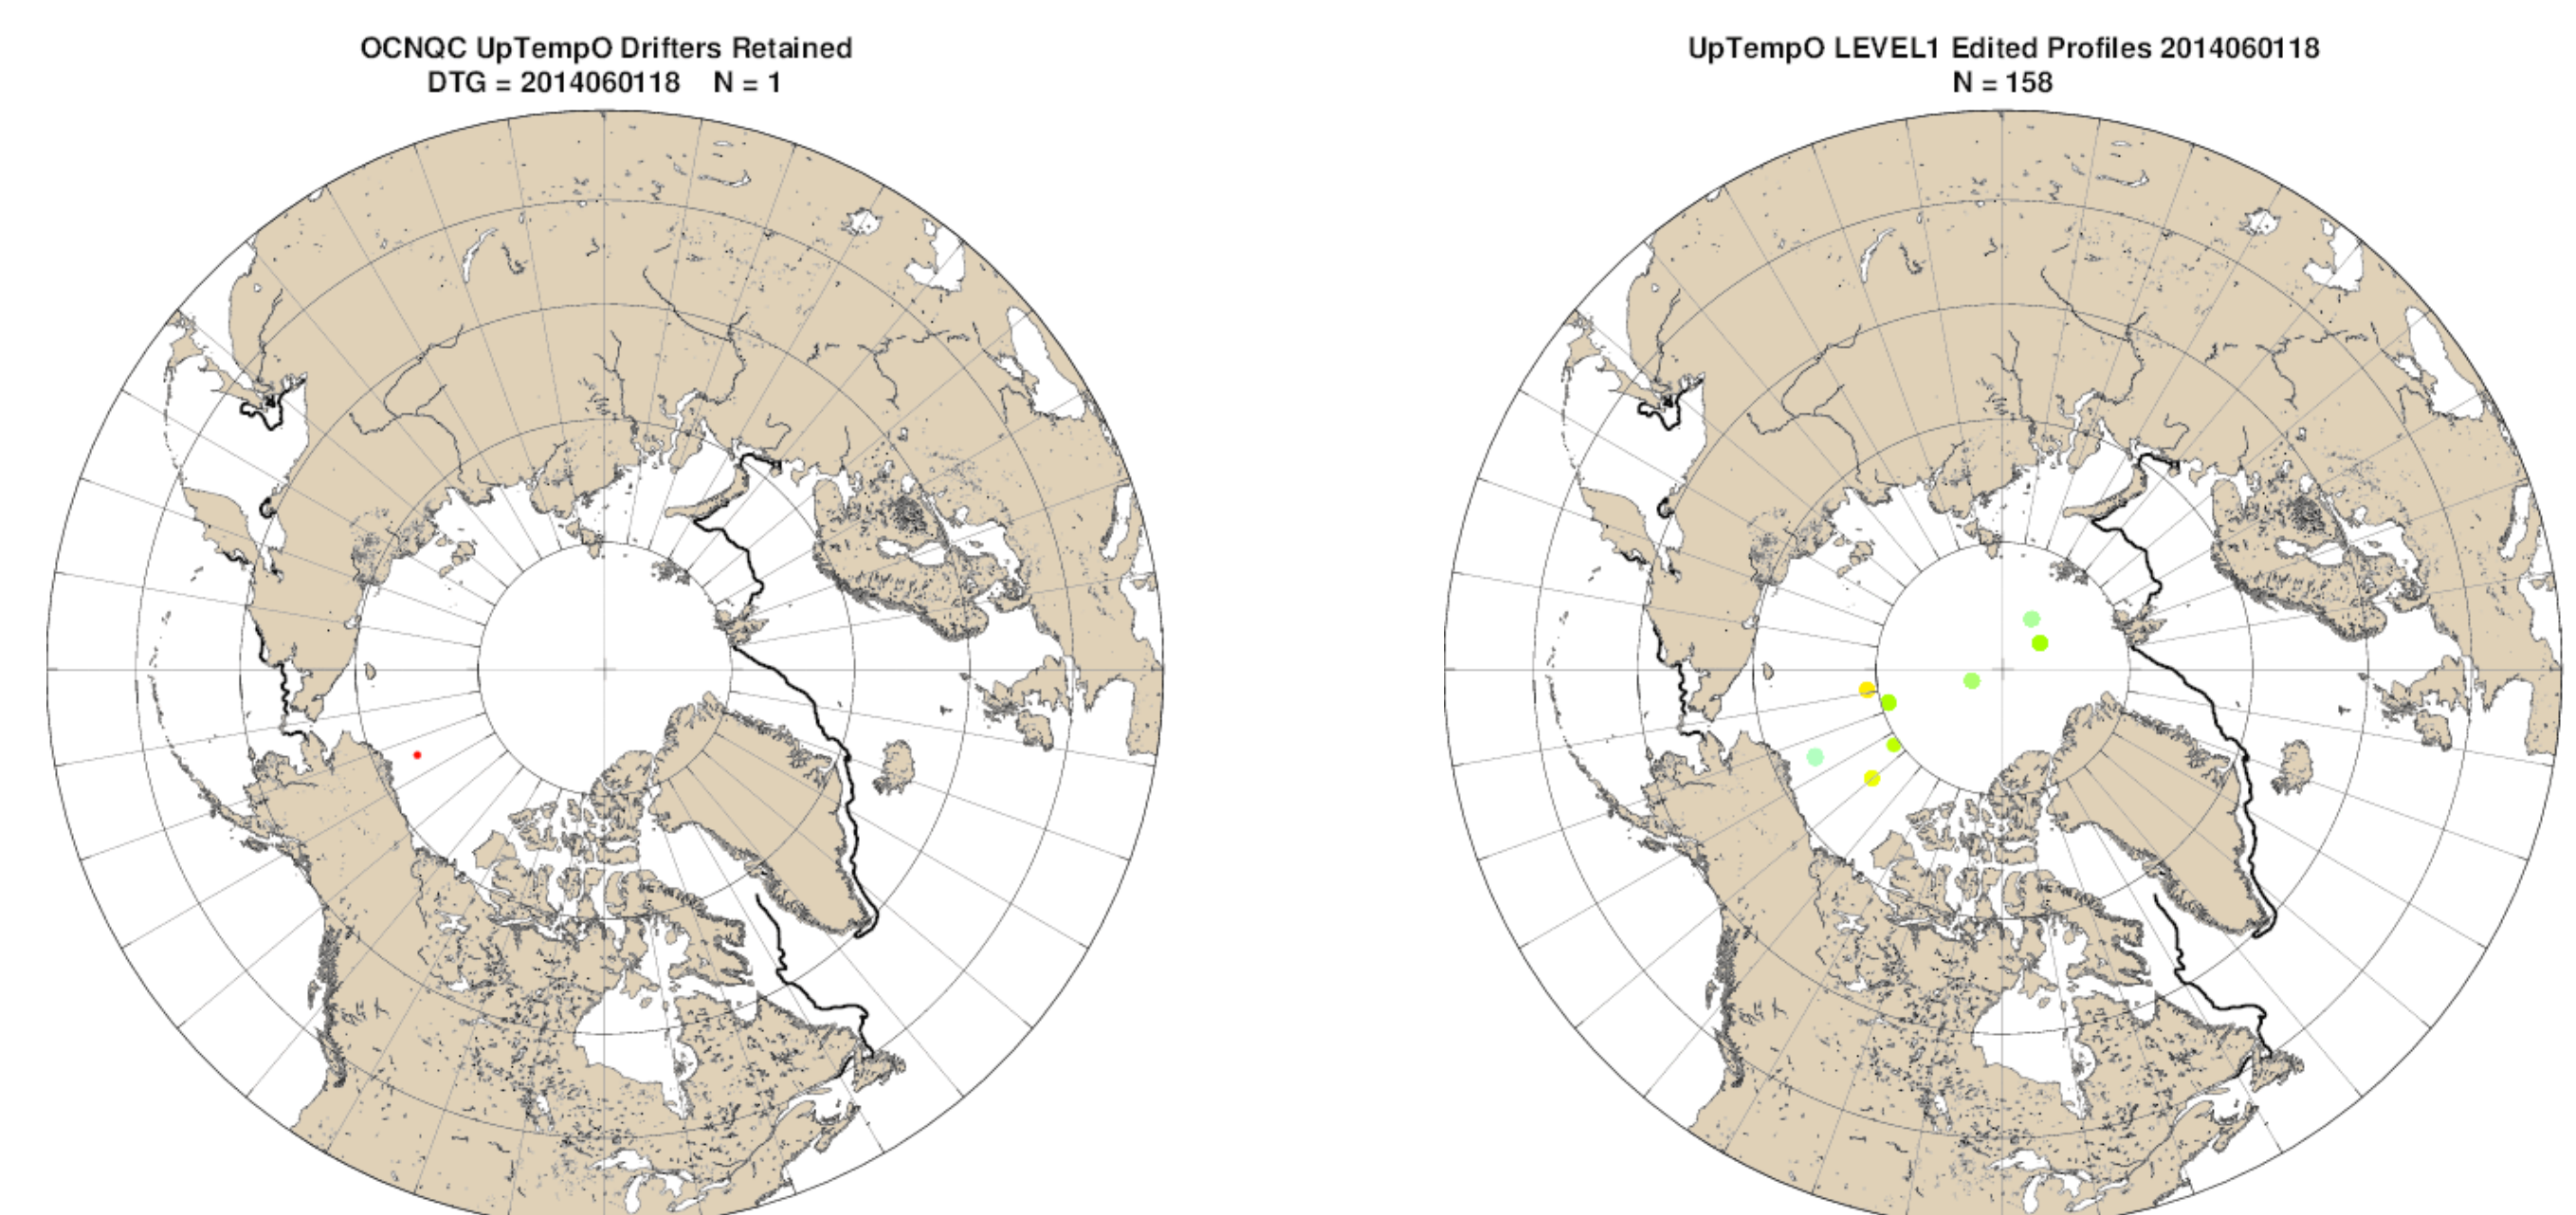 OCNQC UpTempO Drifters Retained
DTG = 2014060118 N = 1
UpTempO LEVEL1 Edited Profiles 2014060118
N = 158